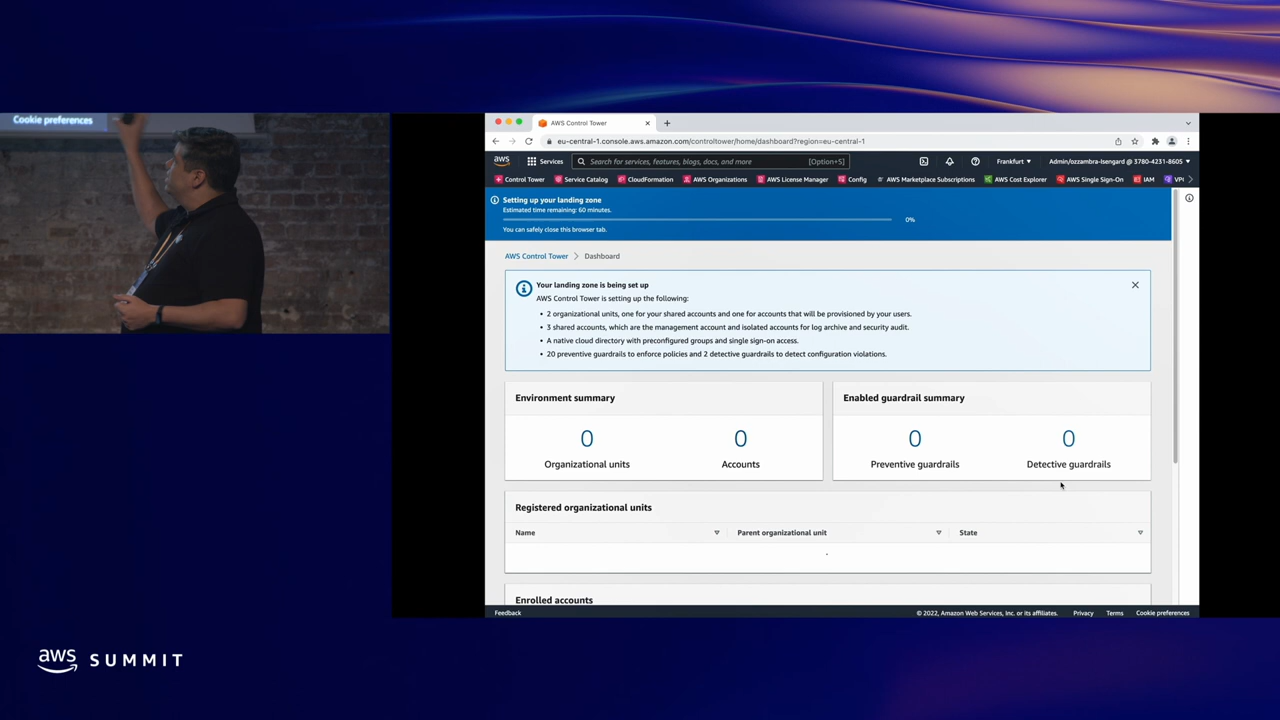 Cookie preferences
AWS Control Tower
eu-central-1.console.aws.amazon.com/controltower/home/dashboard?region=eu-central-1
aws
Services
Search for services, features, blogs, docs, and more
[Option+S]
Frankfurt
Admin/ozzambra-isengard @ 3780-4231-8605
Control Tower
Service Catalog
CloudFormation
AWS Organizations
AWS License Manager
Config
AWS Marketplace Subscriptions
AWS Cost Explorer
AWS Single Sign-On
IAM
VPC
Setting up your landing zone
Estimated time remaining: 60 minutes.
0%
You can safely close this browser tab.
AWS Control Tower > Dashboard
Your landing zone is being set up
AWS Control Tower is setting up the following:
• 2 organizational units, one for your shared accounts and one for accounts that will be provisioned by your users.
• 3 shared accounts, which are the management account and isolated accounts for log archive and security audit.
• A native cloud directory with preconfigured groups and single sign-on access.
• 20 preventive guardrails to enforce policies and 2 detective guardrails to detect configuration violations.
Environment summary
0
Organizational units
0
Accounts
Enabled guardrail summary
0
Preventive guardrails
0
Detective guardrails
Registered organizational units
Name
Parent organizational unit
State
Enrolled accounts
Feedback
© 2022, Amazon Web Services, Inc. or its affiliates.
Privacy
Terms
Cookie preferences
aws SUMMIT